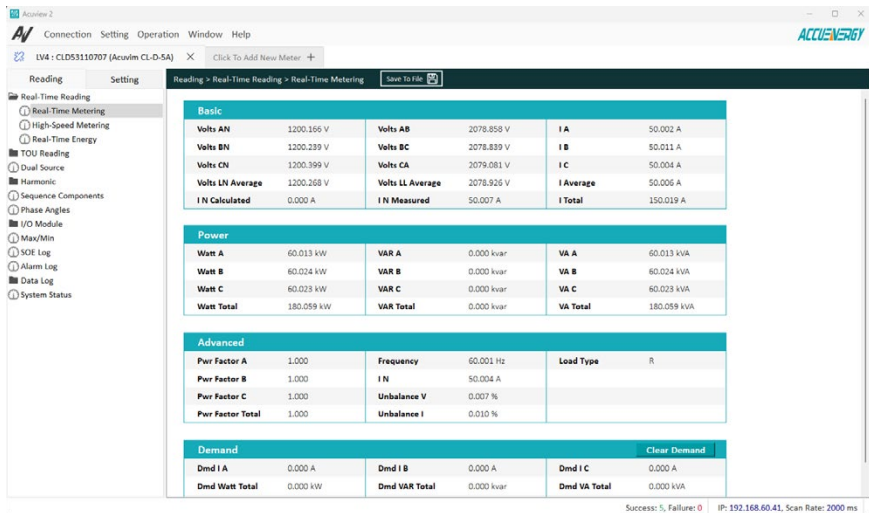 Acuview 2
Connection Setting Operation Window Help
ACCUENERGY
LV4 : CLD53110707 (Acuvim CL-D-5A) X Click To Add New Meter +
Reading Setting
Reading > Real-Time Reading > Real-Time Metering Save To File
Real-Time Reading
Real-Time Metering
High-Speed Metering
Real-Time Energy
TOU Reading
Dual Source
Harmonic
Sequence Components
Phase Angles
I/O Module
Max/Min
SOE Log
Alarm Log
Data Log
System Status
Basic
Volts AN 1200.166 V Volts AB 2078.858 V I A 50.002 A
Volts BN 1200.239 V Volts BC 2078.839 V I B 50.011 A
Volts CN 1200.399 V Volts CA 2079.081 V I C 50.004 A
Volts LN Average 1200.268 V Volts LL Average 2078.926 V I Average 50.006 A
I N Calculated 0.000 A I N Measured 50.007 A I Total 150.019 A
Power
Watt A 60.013 kW VAR A 0.000 kvar VA A 60.013 kVA
Watt B 60.024 kW VAR B 0.000 kvar VA B 60.024 kVA
Watt C 60.023 kW VAR C 0.000 kvar VA C 60.023 kVA
Watt Total 180.059 kW VAR Total 0.000 kvar VA Total 180.059 kVA
Advanced
Pwr Factor A 1.000 Frequency 60.001 Hz Load Type R
Pwr Factor B 1.000 I N 50.004 A
Pwr Factor C 1.000 Unbalance V 0.007 %
Pwr Factor Total 1.000 Unbalance I 0.010 %
Demand Clear Demand
Dmd I A 0.000 A Dmd I B 0.000 A Dmd I C 0.000 A
Dmd Watt Total 0.000 kW Dmd VAR Total 0.000 kvar Dmd VA Total 0.000 kVA
Success: 5, Failure: 0 IP: 192.168.60.41, Scan Rate: 2000 ms